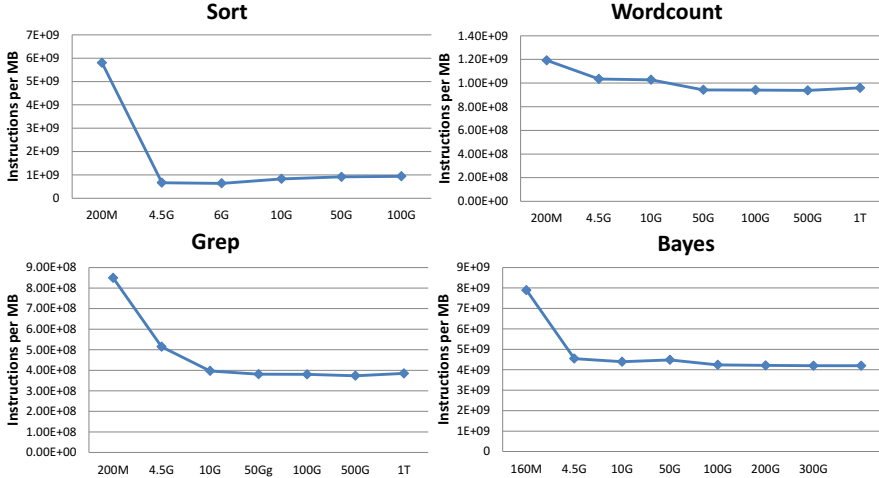 Sort
Instructions per MB
7E+09
6E+09
5E+09
4E+09
3E+09
2E+09
1E+09
0
200M 4.5G 6G 10G 50G 100G
Wordcount
Instructions per MB
1.40E+09
1.20E+09
1.00E+09
8.00E+08
6.00E+08
4.00E+08
2.00E+08
0.00E+00
200M 4.5G 10G 50G 100G 500G 1T
Grep
Instructions per MB
9.00E+08
8.00E+08
7.00E+08
6.00E+08
5.00E+08
4.00E+08
3.00E+08
2.00E+08
1.00E+08
0.00E+00
200M 4.5G 10G 50Gg 100G 500G 1T
Bayes
Instructions per MB
9E+09
8E+09
7E+09
6E+09
5E+09
4E+09
3E+09
2E+09
1E+09
0
160M 4.5G 10G 50G 100G 200G 300G